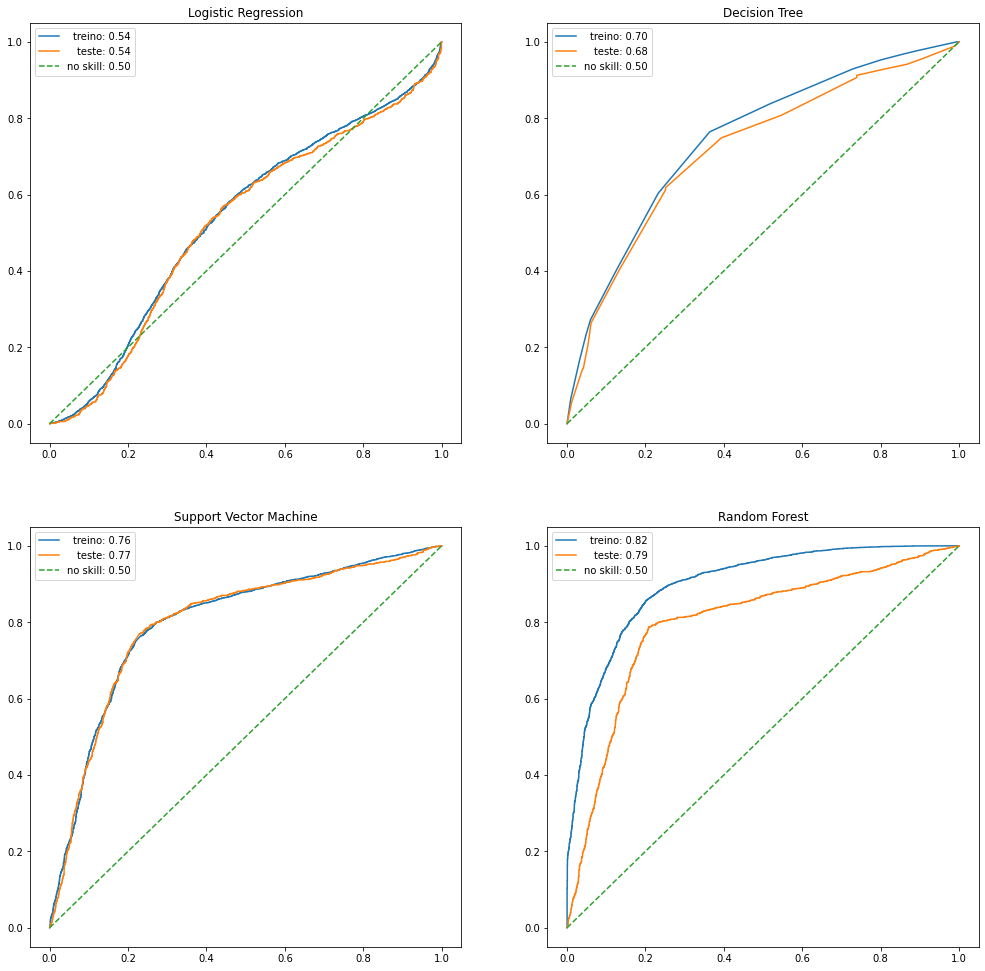 Logistic Regression
treino: 0.54
teste: 0.54
no skill: 0.50
1.0
0.8
0.6
0.4
0.2
0.0
0.0 0.2 0.4 0.6 0.8 1.0
Decision Tree
treino: 0.70
teste: 0.68
no skill: 0.50
1.0
0.8
0.6
0.4
0.2
0.0
0.0 0.2 0.4 0.6 0.8 1.0
Support Vector Machine
treino: 0.76
teste: 0.77
no skill: 0.50
1.0
0.8
0.6
0.4
0.2
0.0
0.0 0.2 0.4 0.6 0.8 1.0
Random Forest
treino: 0.82
teste: 0.79
no skill: 0.50
1.0
0.8
0.6
0.4
0.2
0.0
0.0 0.2 0.4 0.6 0.8 1.0